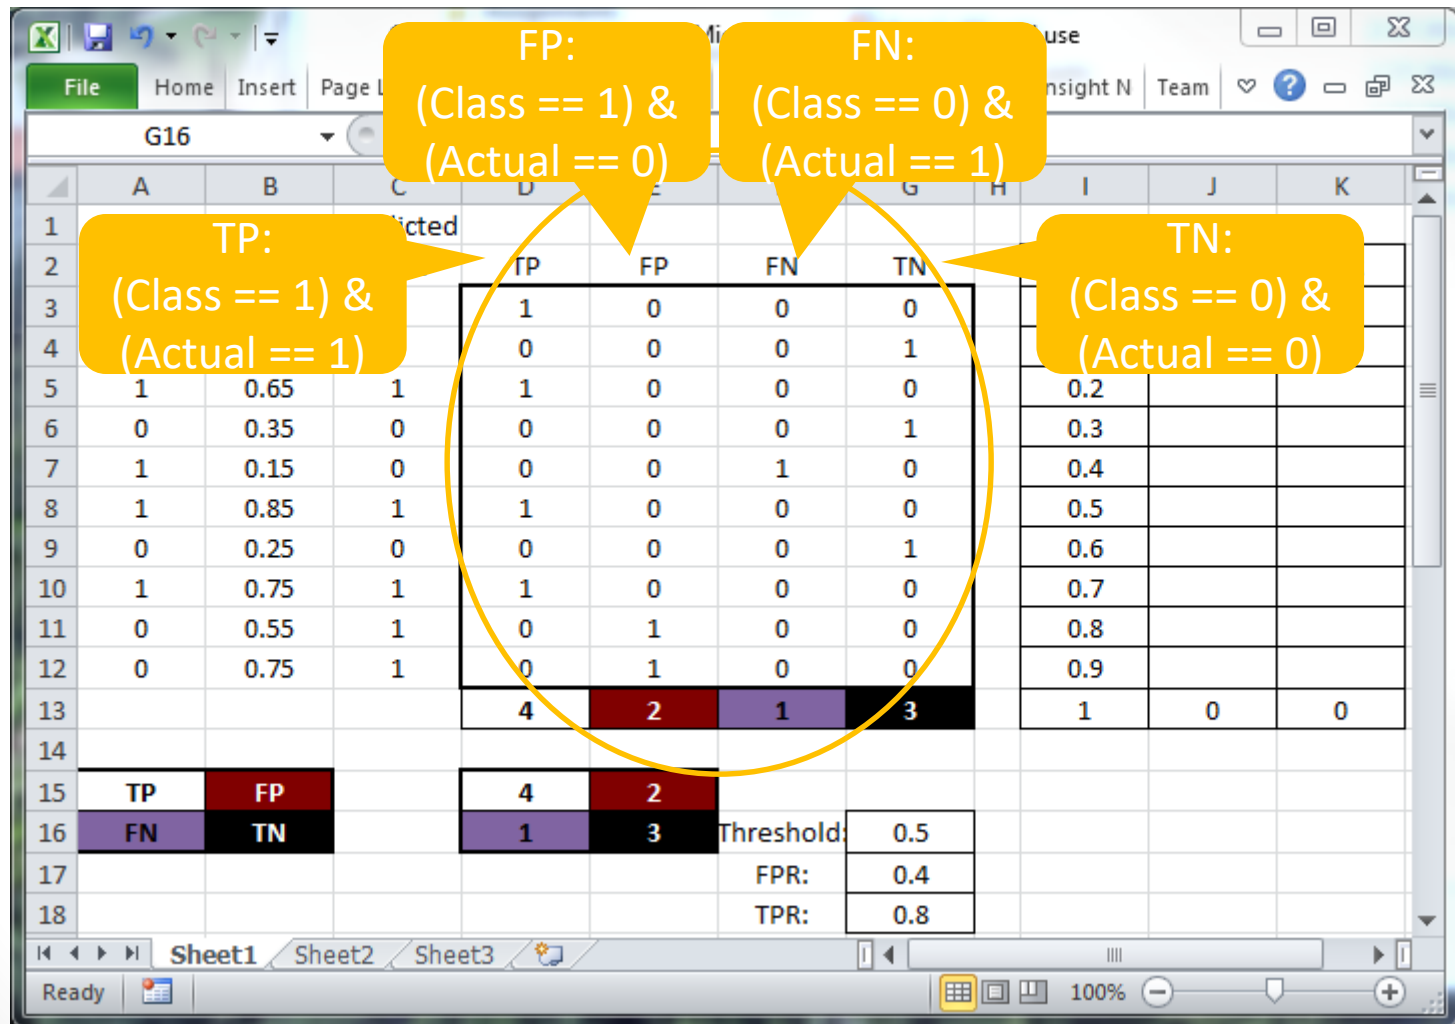 Mi
use
File Home Insert Page L nsight N Team
G16
FP:
(Class == 1) &
(Actual == 0)
FN:
(Class == 0) &
(Actual == 1)
TP:
(Class == 1) &
(Actual == 1)
TN:
(Class == 0) &
(Actual == 0)
A B C D E G H I J K
1 icted
2 TP FP FN TN
3 1 0 0 0
4 0 0 0 1
5 1 0.65 1 1 0 0 0 0.2
6 0 0.35 0 0 0 0 1 0.3
7 1 0.15 0 0 0 1 0 0.4
8 1 0.85 1 1 0 0 0 0.5
9 0 0.25 0 0 0 0 1 0.6
10 1 0.75 1 1 0 0 0 0.7
11 0 0.55 1 0 1 0 0 0.8
12 0 0.75 1 0 1 0 0 0.9
13 4 2 1 3 1 0 0
14
15 TP FP 4 2
16 FN TN 1 3 Threshold: 0.5
17 FPR: 0.4
18 TPR: 0.8
Sheet1 Sheet2 Sheet3
Ready 100%